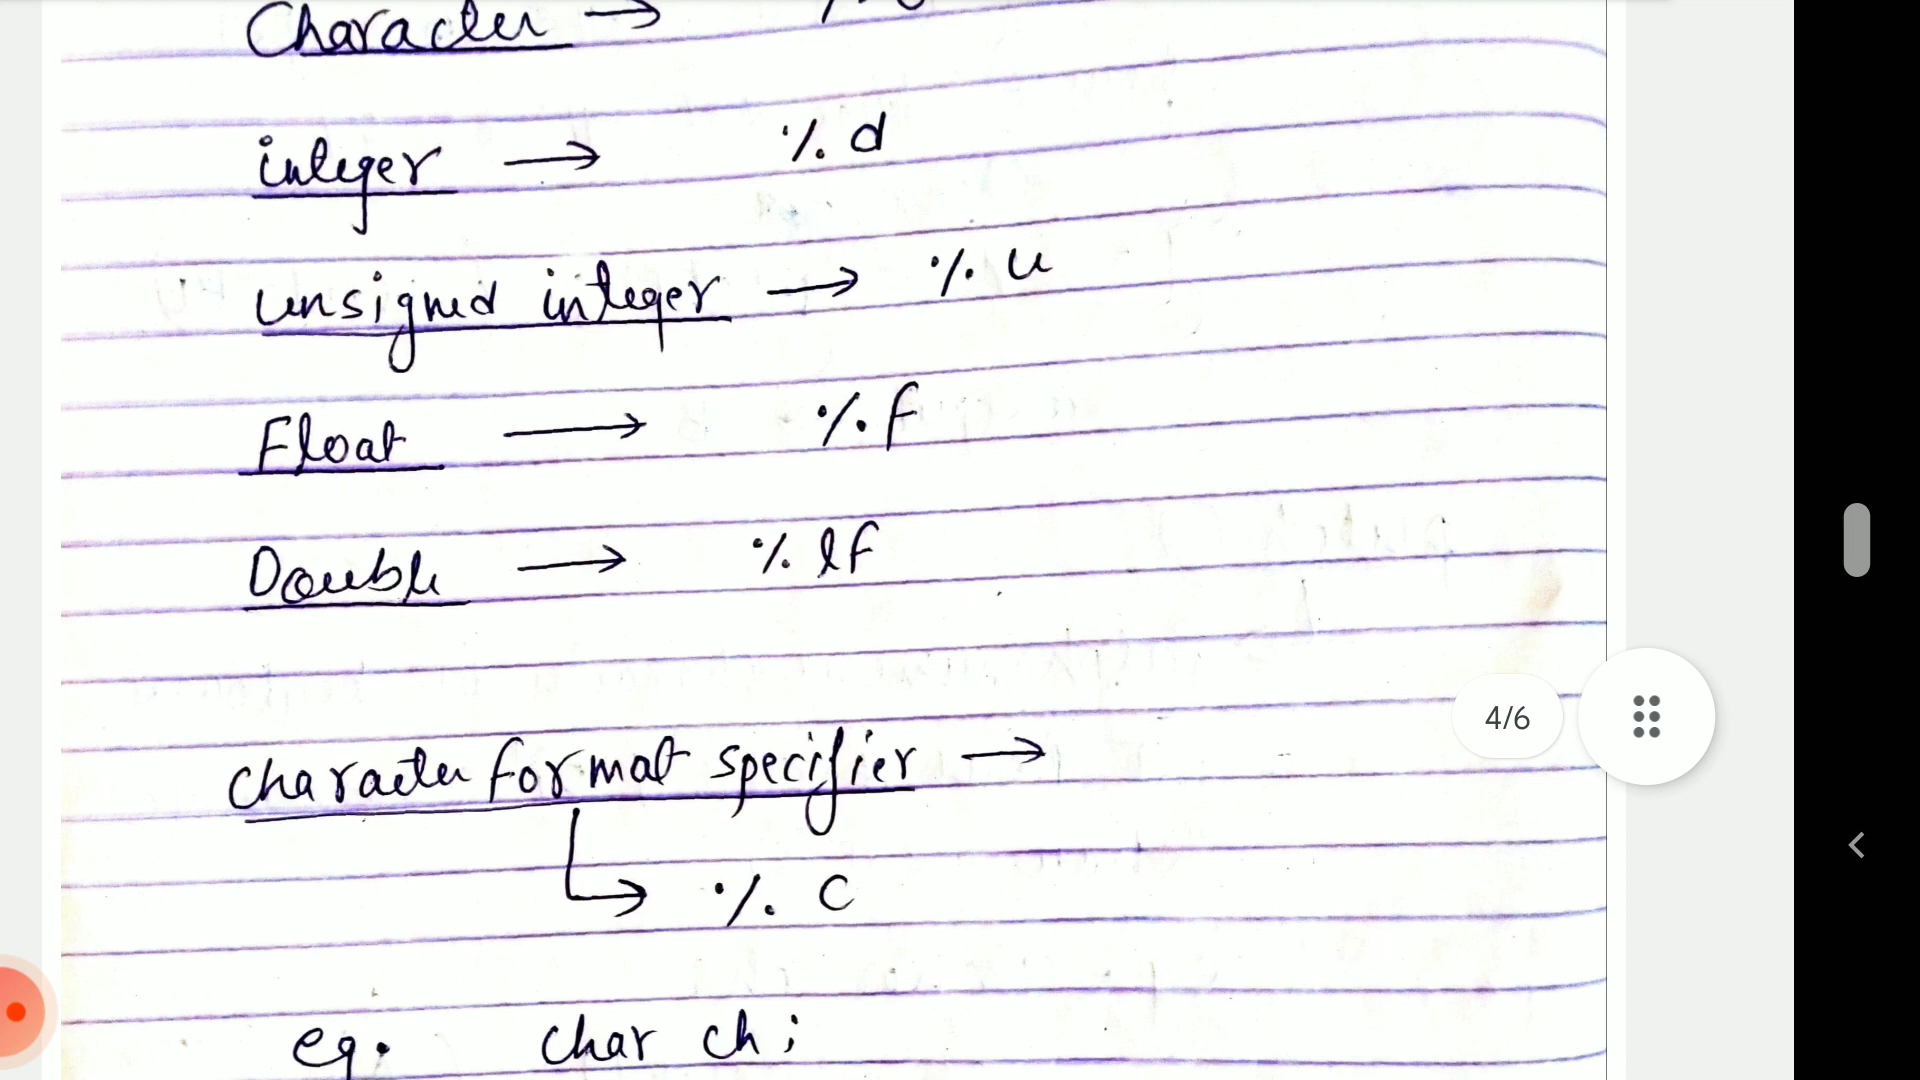 Character →
integer → % d
unsigned integer → % u
Float → % f
Double → % lf
character format specifier →
↳ % c
4/6
eg. char ch;